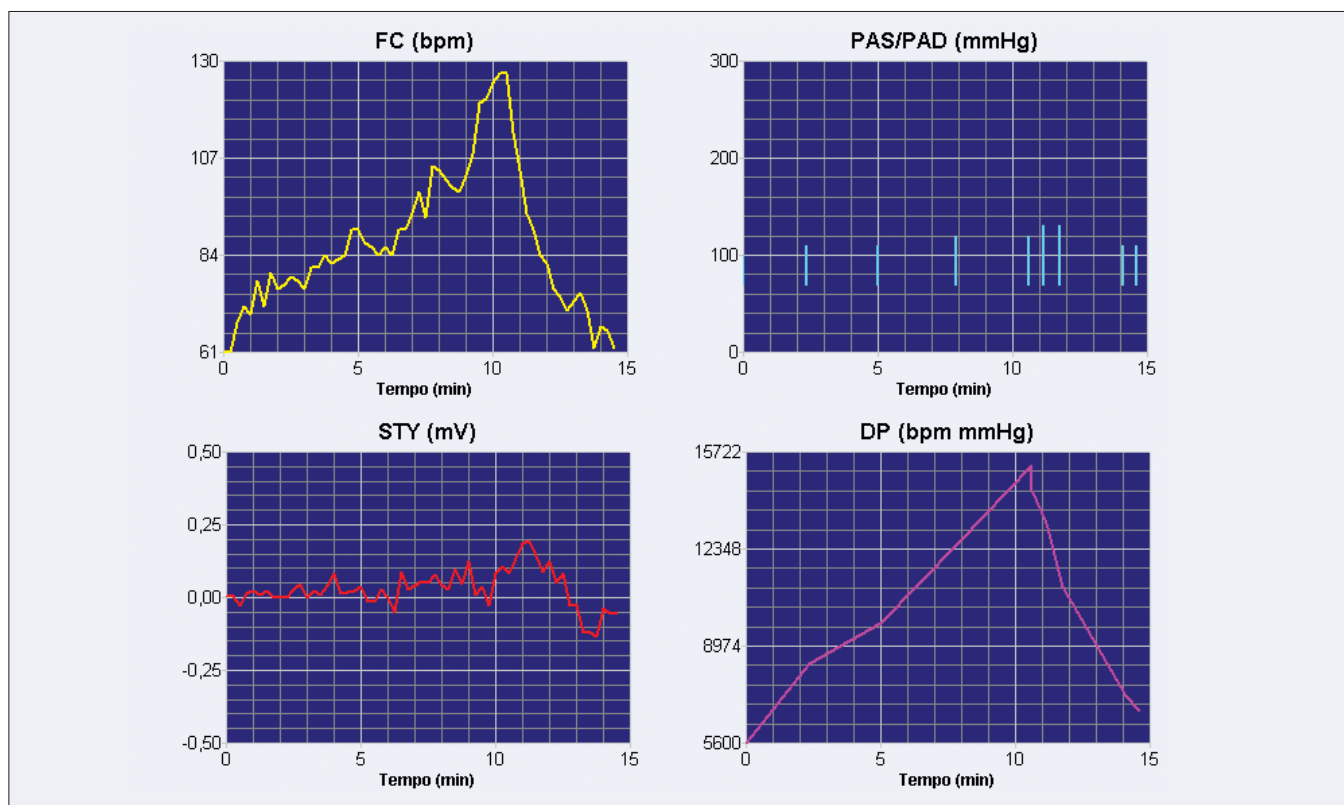 FC (bpm)
130
107
84
61
0 5 10 15
Tempo (min)
PAS/PAD (mmHg)
300
200
100
0
0 5 10 15
Tempo (min)
STY (mV)
0,50
0,25
0,00
-0,25
-0,50
0 5 10 15
Tempo (min)
DP (bpm mmHg)
15722
12348
8974
5600
0 5 10 15
Tempo (min)